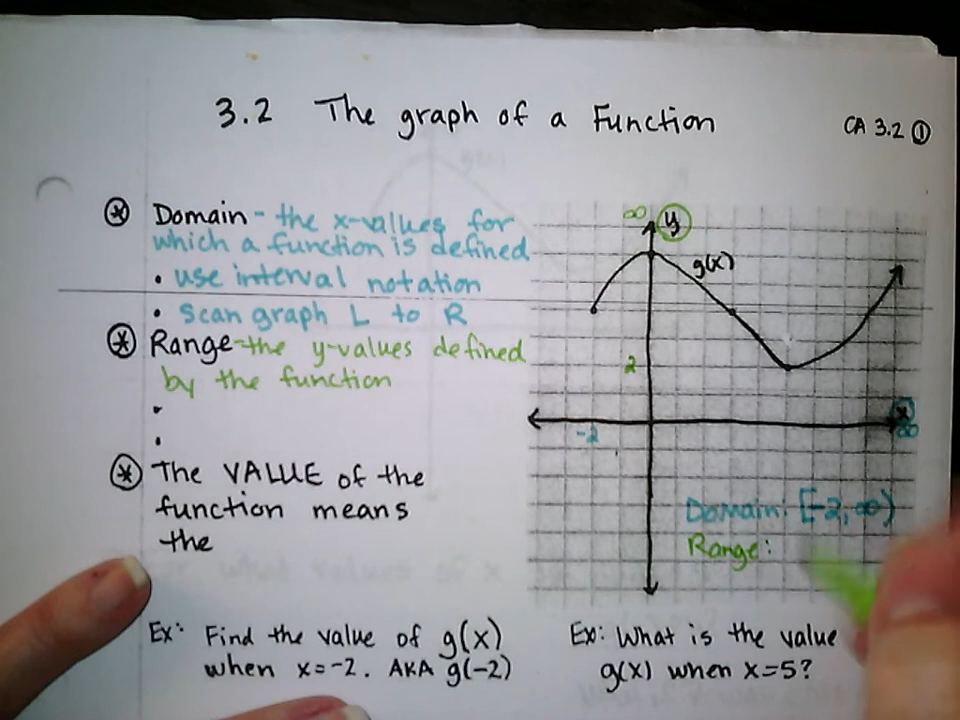 3.2 The graph of a Function
CA 3.2 ①
⊛ Domain - the x-values for
which a function is defined
• use interval notation
• Scan graph L to R
⊛ Range - the y-values defined
by the function
•
•
⊛ The VALUE of the
function means
the
∞ y
g(x)
2
x
-2 ∞
Domain: [-2, ∞)
Range:
Ex: Find the value of g(x)
when x=-2. AKA g(-2)
Ex: What is the value
g(x) when x=5?